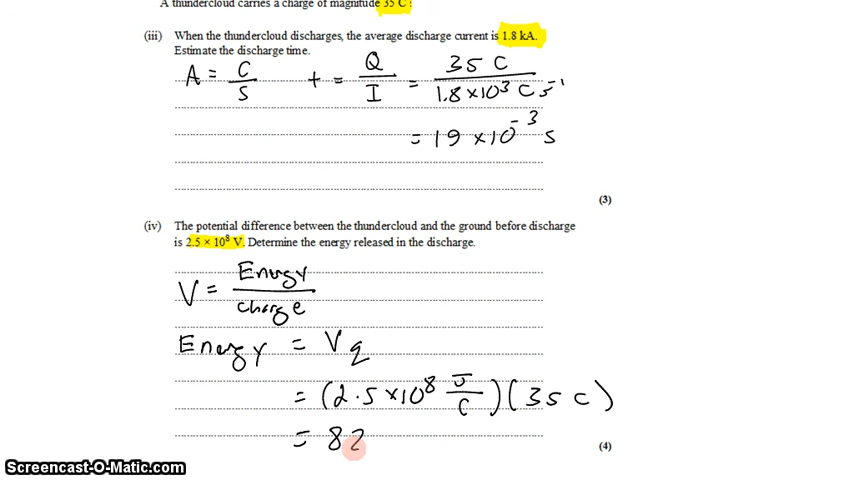 A thundercloud carries a charge of magnitude 35 C.
(iii) When the thundercloud discharges, the average discharge current is 1.8 kA.
Estimate the discharge time.
A = C/S t = Q/I = 35 C / 1.8 × 10³ C s⁻¹
= 19 × 10⁻³ s
(3)
(iv) The potential difference between the thundercloud and the ground before discharge
is 2.5 × 10⁸ V. Determine the energy released in the discharge.
V = Energy/Charge
Energy = Vq
= (2.5 × 10⁸ J/C)(35 C)
= 82
(4)
Screencast-O-Matic.com